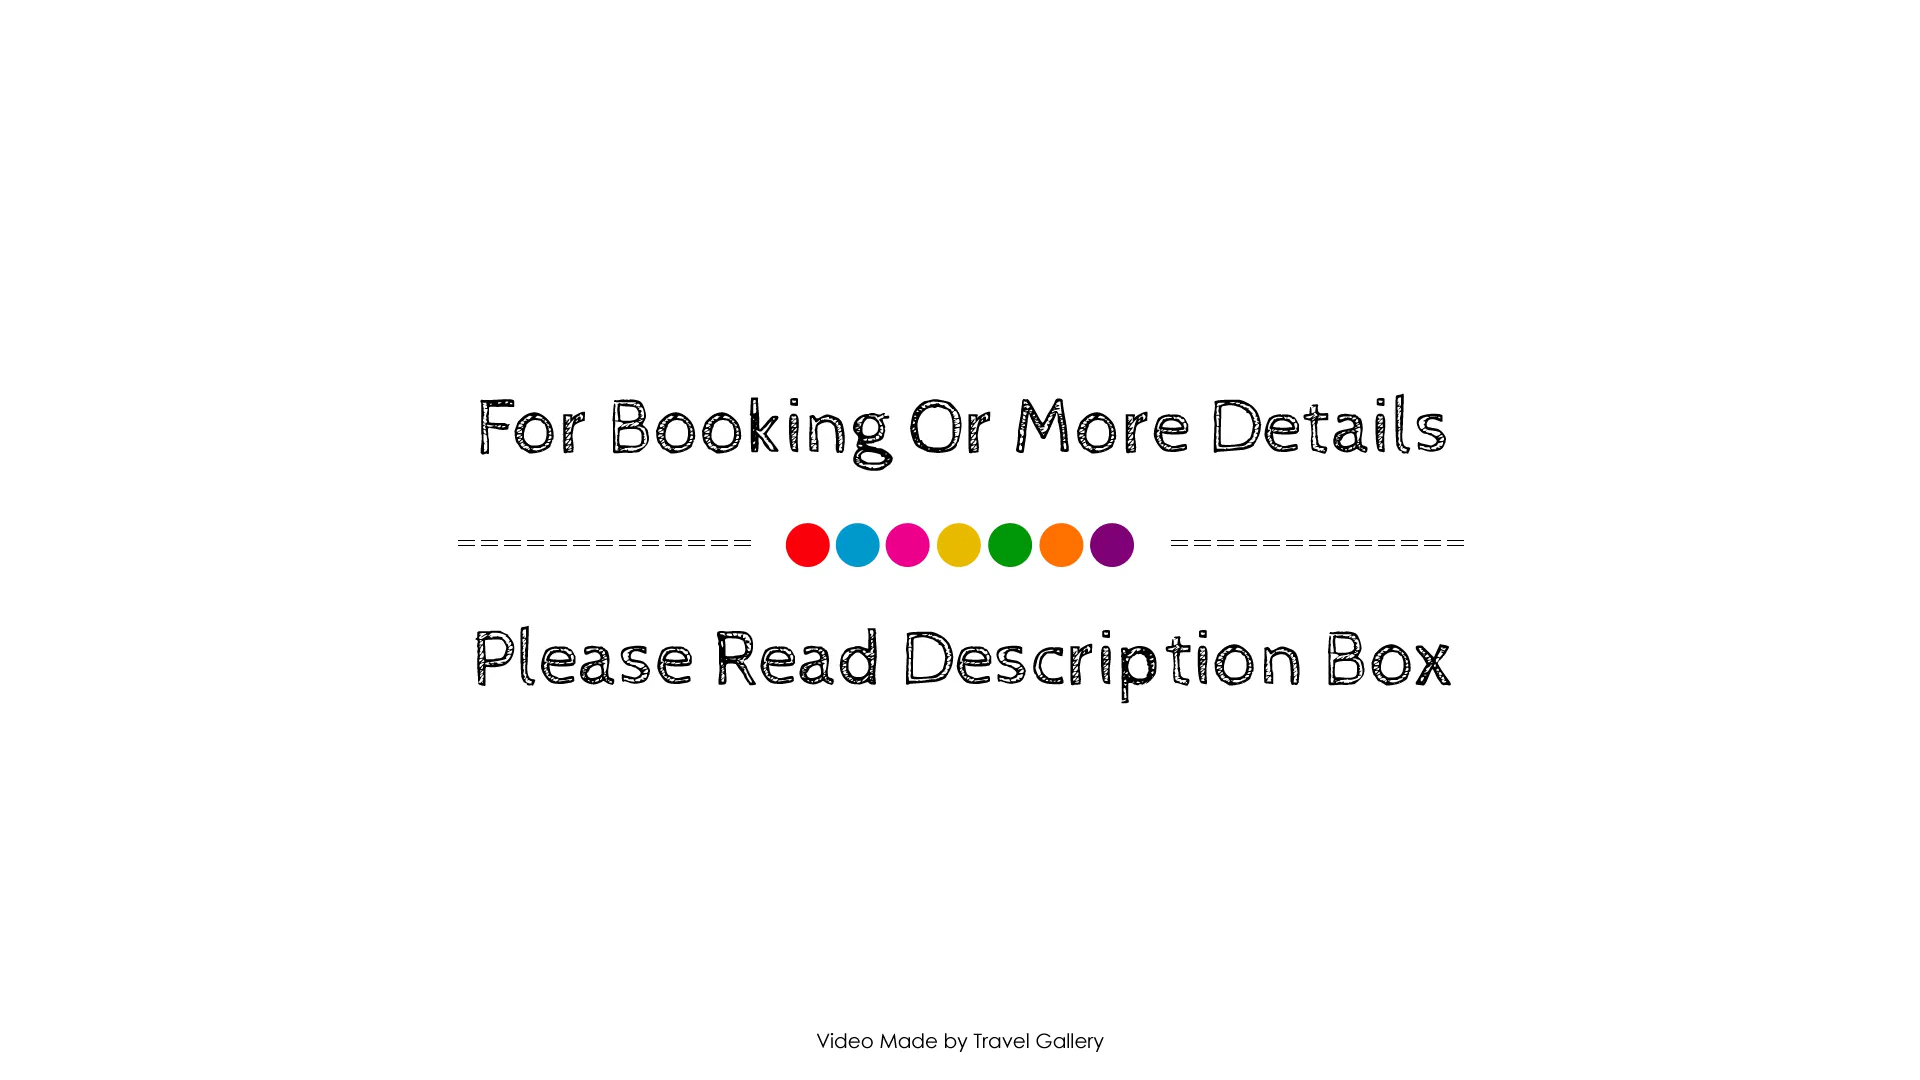 For Booking Or More Details
============= =============
Please Read Description Box
Video Made by Travel Gallery